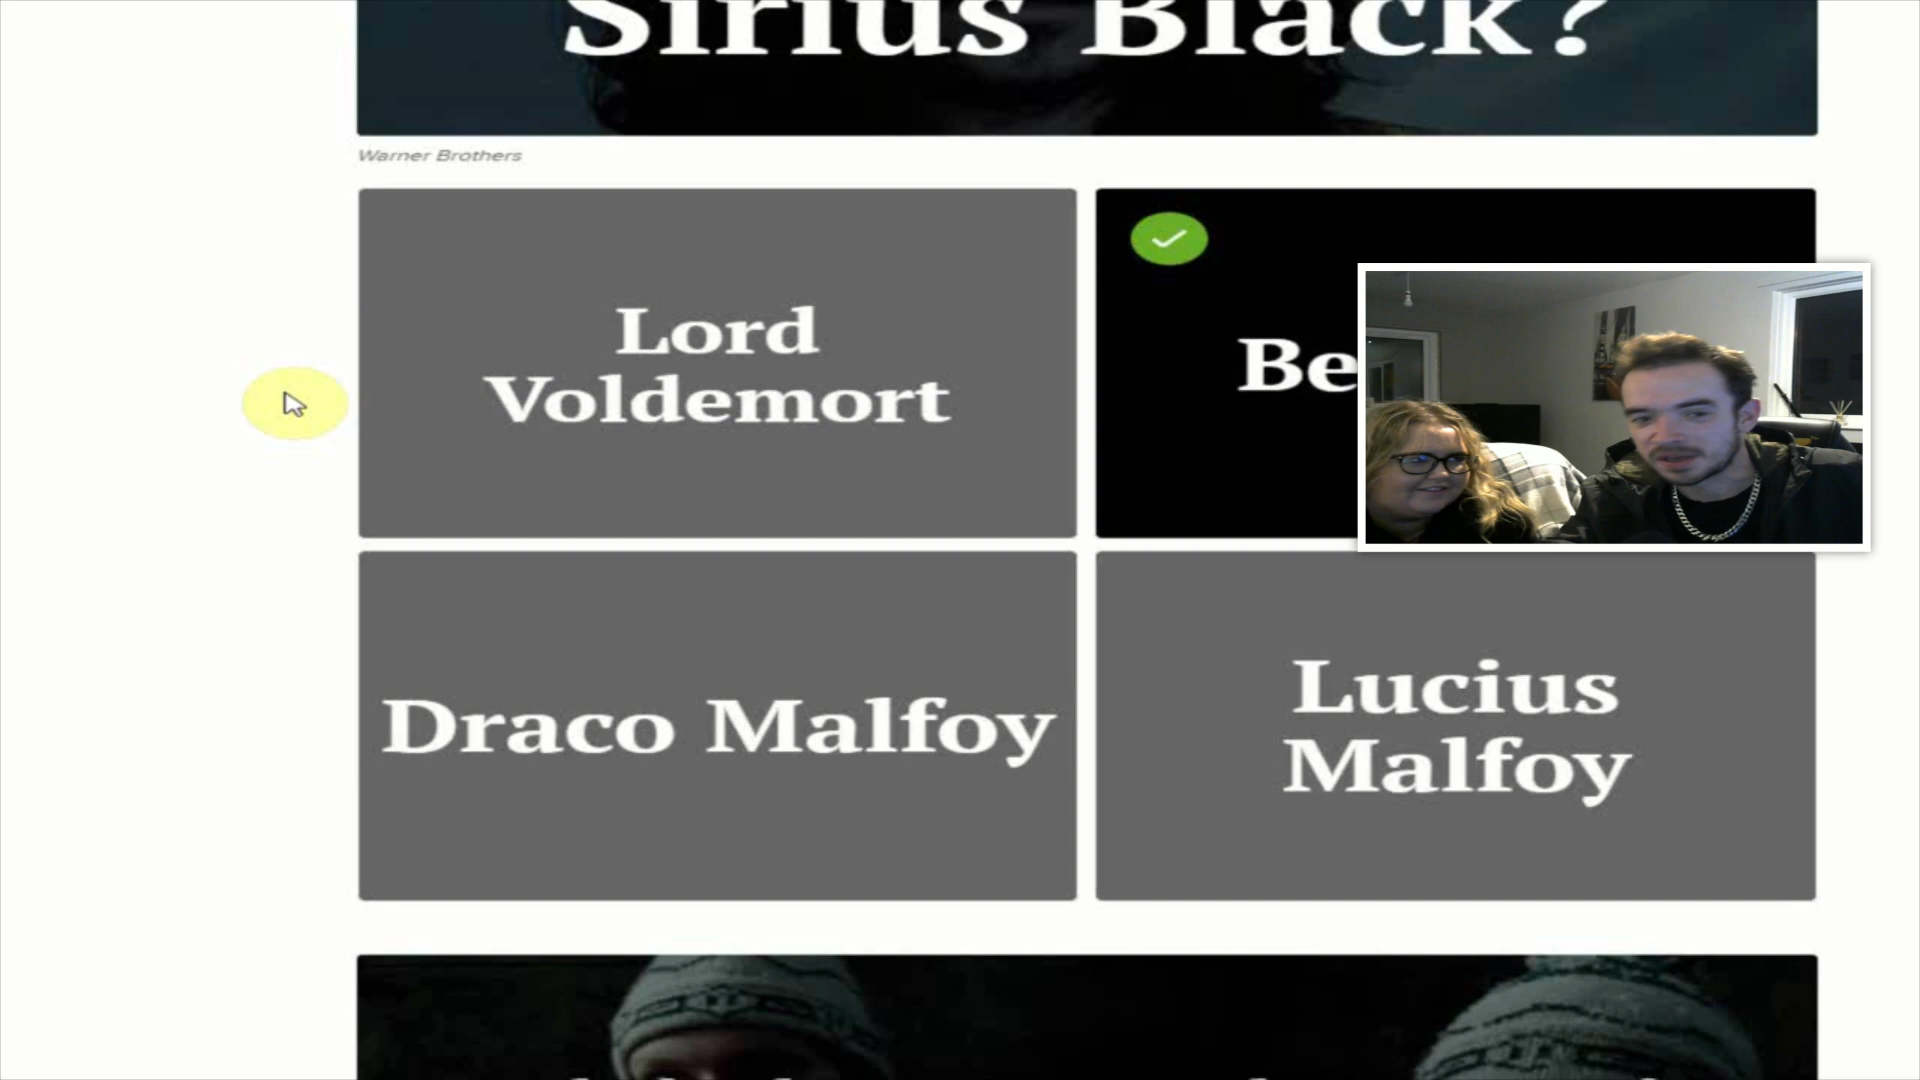 Sirius Black?
Warner Brothers
Lord
Voldemort
Be
Draco Malfoy
Lucius
Malfoy